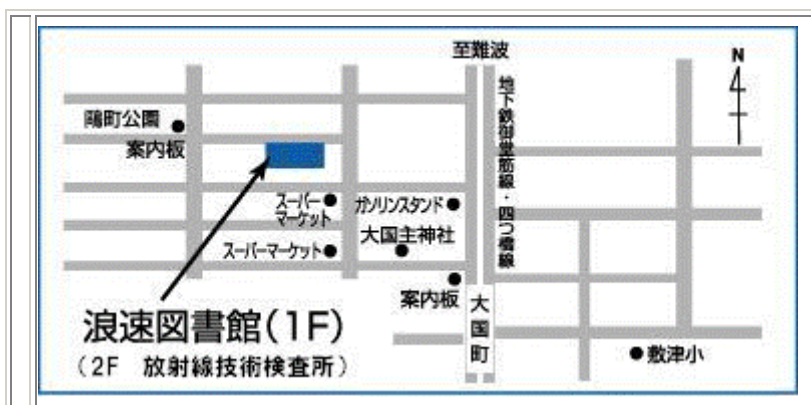 至難波
N
地下鉄御堂筋線・四つ橋線
鴎町公園
案内板
スーパー
マーケット
ガソリンスタンド
大国主神社
スーパーマーケット
案内板
大国町
浪速図書館(1F)
(2F 放射線技術検査所)
敷津小